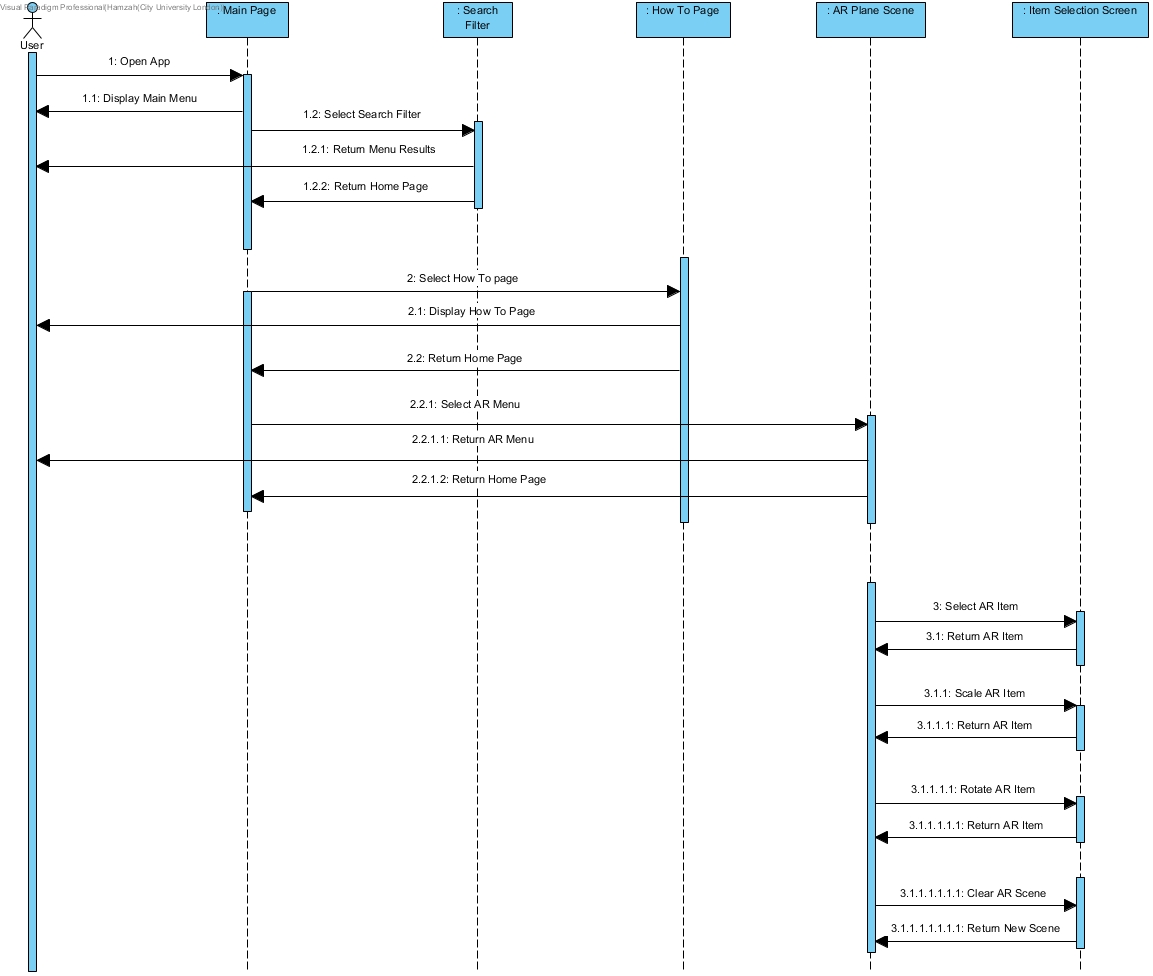 Visual Paradigm Professional(Hamzah(City University London))
: Main Page
: Search
Filter
: How To Page
: AR Plane Scene
: Item Selection Screen
User
1: Open App
1.1: Display Main Menu
1.2: Select Search Filter
1.2.1: Return Menu Results
1.2.2: Return Home Page
2: Select How To page
2.1: Display How To Page
2.2: Return Home Page
2.2.1: Select AR Menu
2.2.1.1: Return AR Menu
2.2.1.2: Return Home Page
3: Select AR Item
3.1: Return AR Item
3.1.1: Scale AR Item
3.1.1.1: Return AR Item
3.1.1.1.1: Rotate AR Item
3.1.1.1.1.1: Return AR Item
3.1.1.1.1.1.1: Clear AR Scene
3.1.1.1.1.1.1.1: Return New Scene